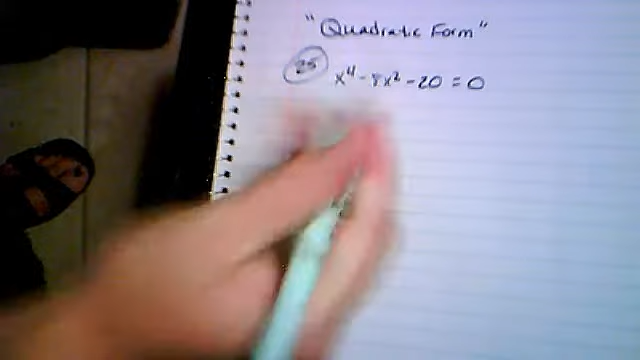 "Quadratic Form"
25 x⁴ - 8x² - 20 = 0